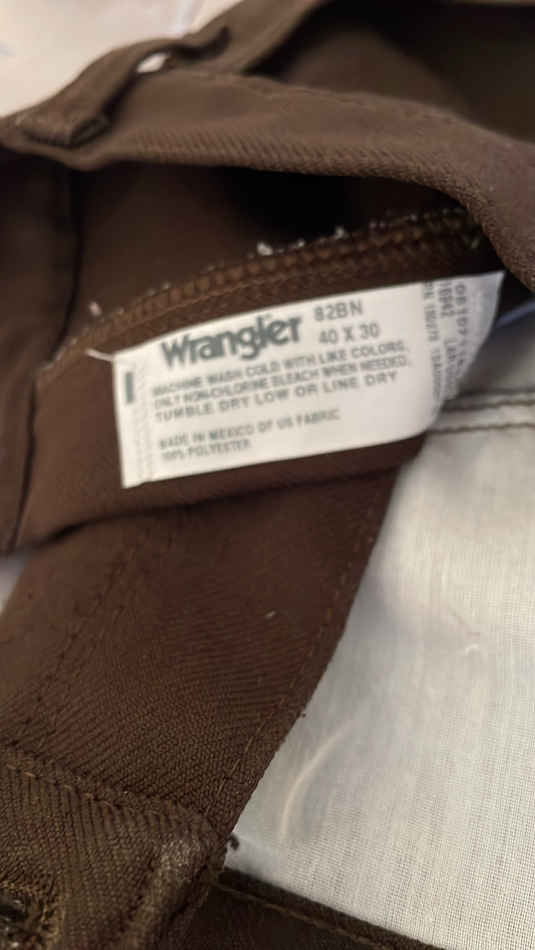 Wrangler 82BN
40 X 30
MACHINE WASH COLD WITH LIKE COLORS,
ONLY NON-CHLORINE BLEACH WHEN NEEDED,
TUMBLE DRY LOW OR LINE DRY
MADE IN MEXICO OF US FABRIC
100% POLYESTER